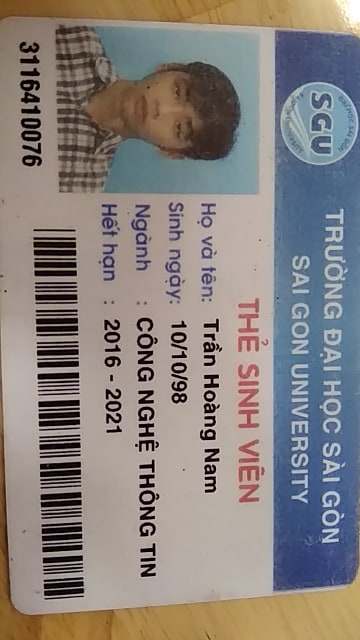 ĐẠI HỌC SÀI GÒN
SGU
SAIGON UNIVERSITY
TRƯỜNG ĐẠI HỌC SÀI GÒN
SAI GON UNIVERSITY
THẺ SINH VIÊN
Họ và tên: Trần Hoàng Nam
Sinh ngày: 10/10/98
Ngành : CÔNG NGHỆ THÔNG TIN
Hết hạn : 2016 - 2021
3116410076